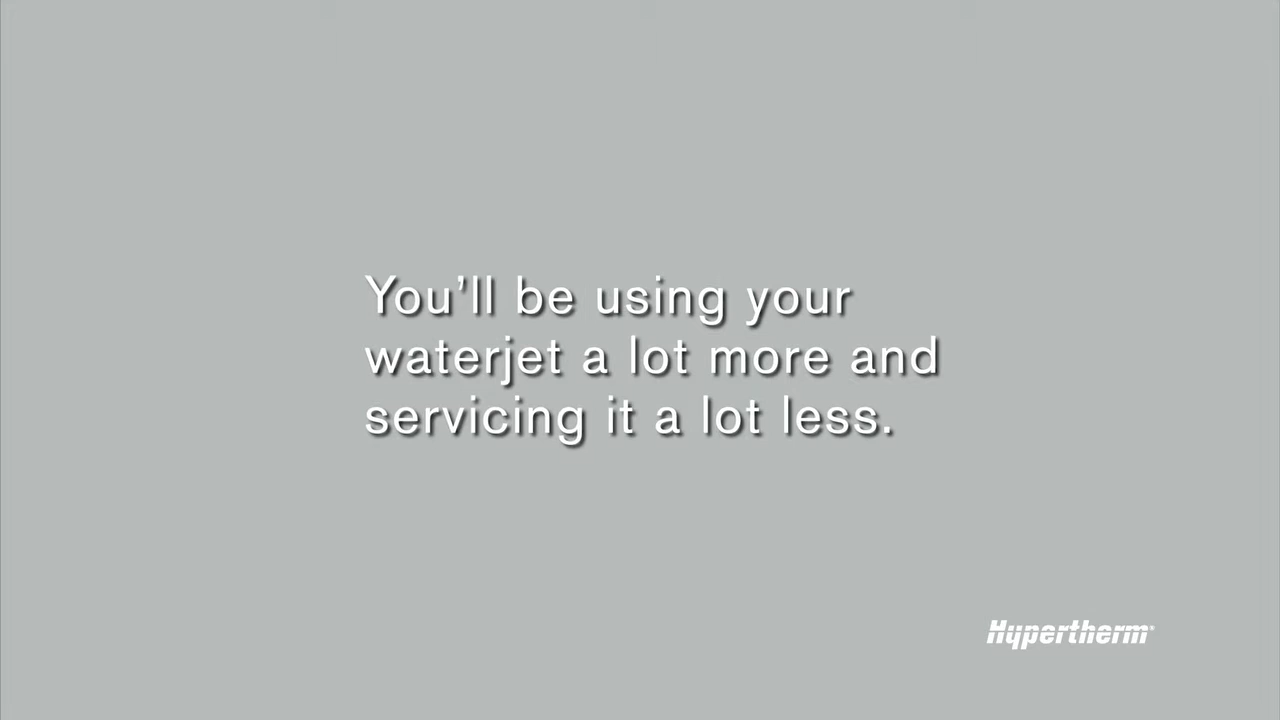 You’ll be using your
waterjet a lot more and
servicing it a lot less.
Hypertherm®